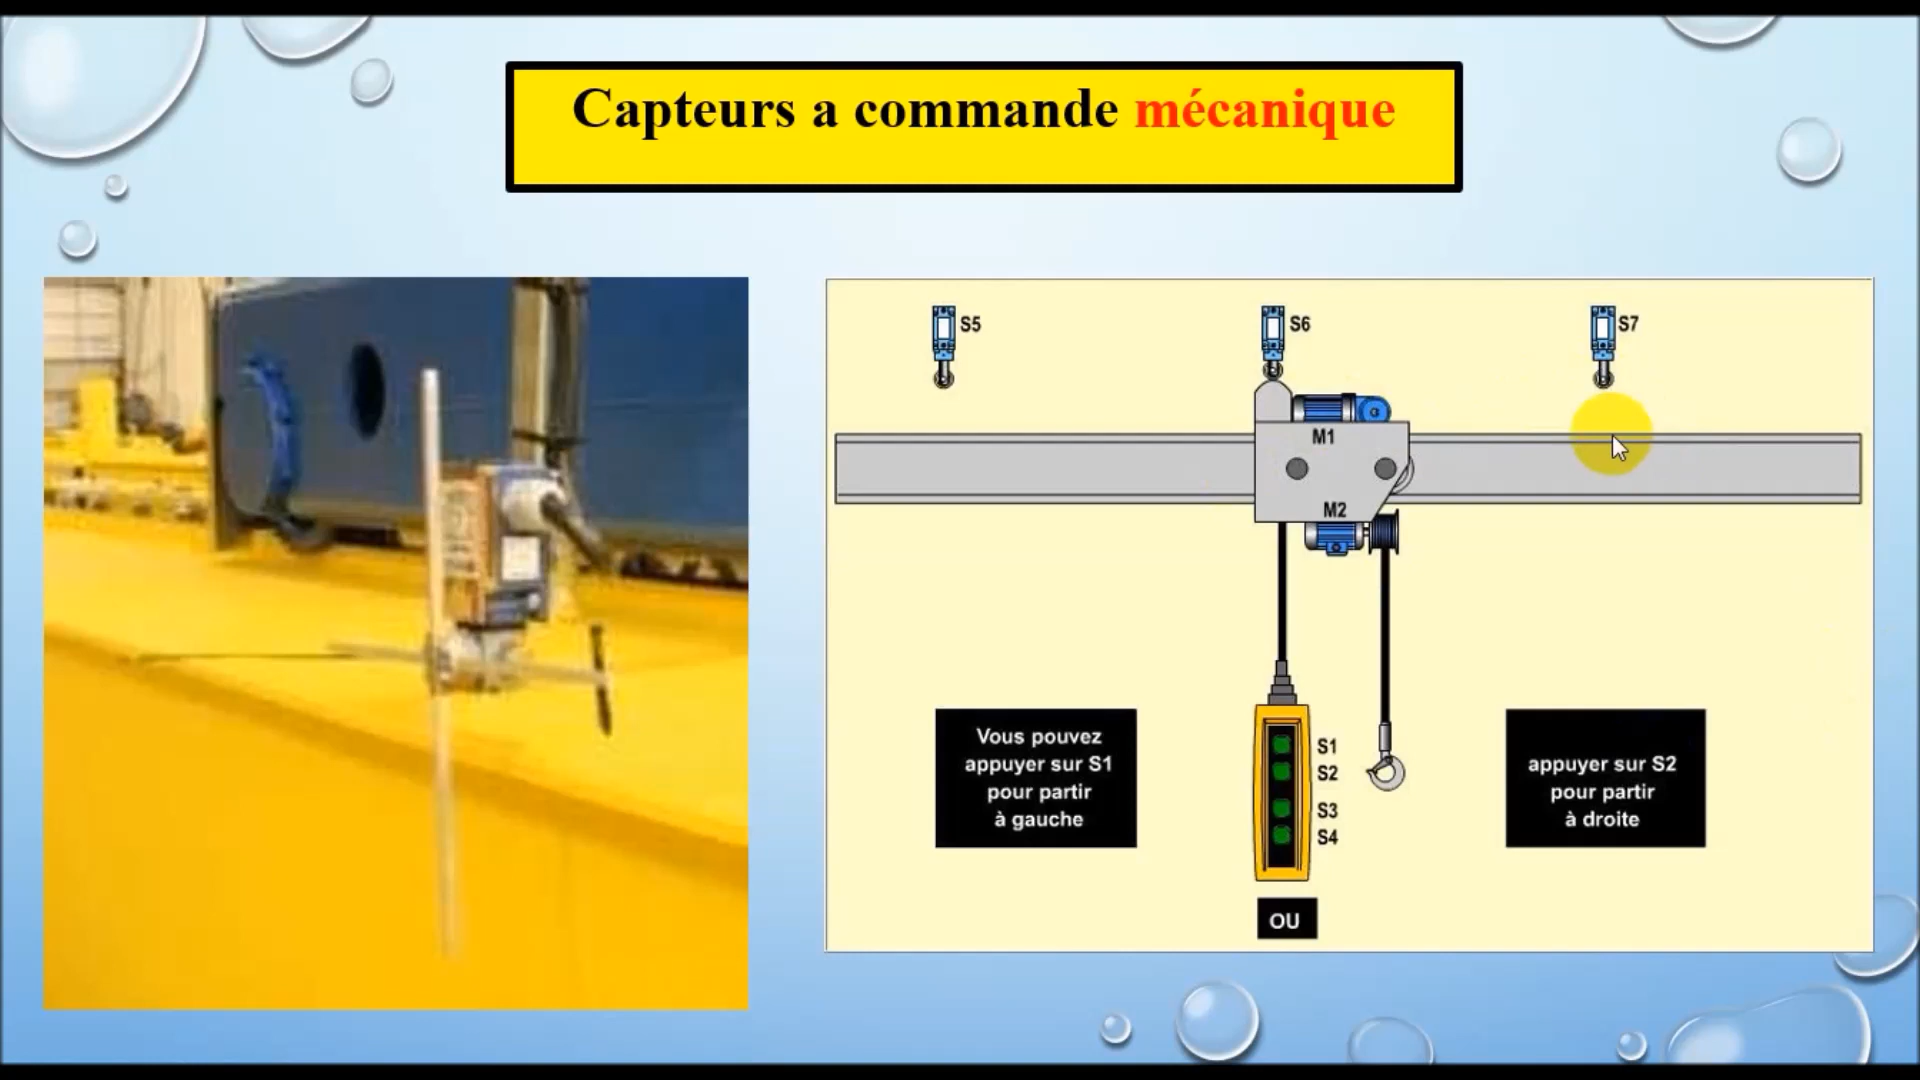 Capteurs a commande mécanique
S5
S6
S7
M1
M2
Vous pouvez
appuyer sur S1
pour partir
à gauche
S1
S2
S3
S4
appuyer sur S2
pour partir
à droite
OU